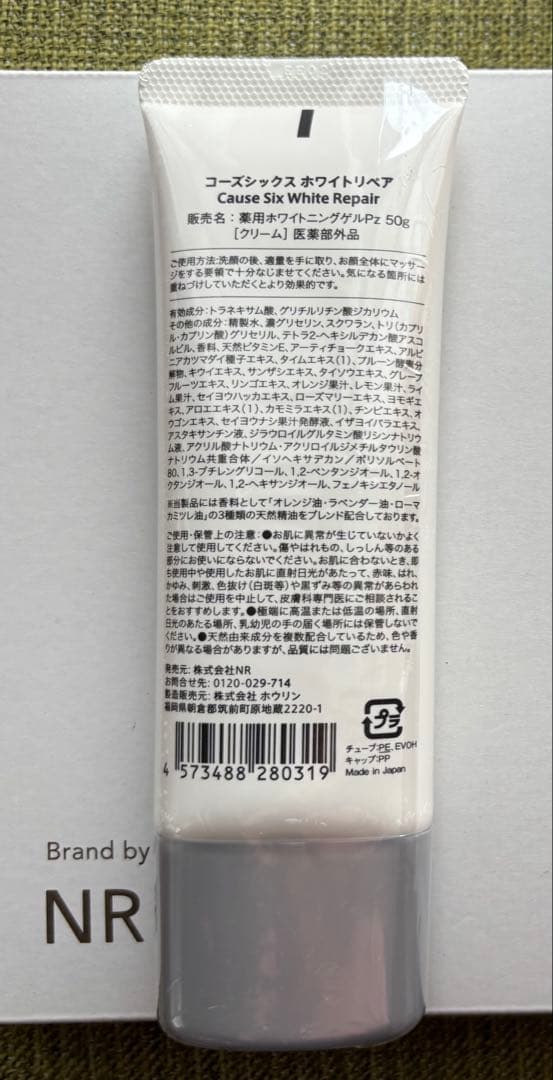 コーズシックス ホワイトリペア
Cause Six White Repair
販売名：薬用ホワイトニングゲルPz 50g
［クリーム］医薬部外品
ご使用方法:洗顔の後、適量を手に取り、お顔全体にマッサー
ジをする要領で十分なじませてください。気になる箇所には
重ねづけしていただくとより効果的です。
有効成分：トラネキサム酸、グリチルリチン酸ジカリウム
その他の成分：精製水、濃グリセリン、スクワラン、トリ(カプリ
ル・カプリン酸)グリセリル、テトラ2-ヘキシルデカン酸アスコ
ルビル、香料、天然ビタミンE、アーティチョークエキス、アルピ
ニアカツマダイ種子エキス、タイムエキス(1)、プルーン酵素分
解物、キウイエキス、サンザシエキス、タイソウエキス、グレープ
フルーツエキス、リンゴエキス、オレンジ果汁、レモン果汁、ライ
ム果汁、セイヨウハッカエキス、ローズマリーエキス、ヨモギエ
キス、アロエエキス(1)、カモミラエキス(1)、チンピエキス、オ
ウゴンエキス、セイヨウナシ果汁発酵液、イザヨイバラエキス、
アスタキサンチン液、ジラウロイルグルタミン酸リシンナトリウ
ム液、アクリル酸ナトリウム・アクリロイルジメチルタウリン酸
ナトリウム共重合体／イソヘキサデカン／ポリソルベート
80、1,3-ブチレングリコール、1,2-ペンタンジオール、1,2-オ
クタンジオール、1,2-ヘキサンジオール、フェノキシエタノール
※当製品には香料として「オレンジ油・ラベンダー油・ローマ
カミツレ油」の3種類の天然精油をブレンド配合しております。
ご使用・保管上の注意：●お肌に異常が生じていないかよく
注意して使用してください。傷やはれもの、しっしん等のある
部分にお使いにならないでください。お肌に合わないとき、即
ち使用中や使用したお肌に直射日光があたって、赤味、はれ、
かゆみ、刺激、色抜け(白斑等)や黒ずみ等の異常があらわれ
た場合はご使用を中止して、皮膚科専門医にご相談されるこ
とをおすすめします。●極端に高温または低温の場所、直射
日光のあたる場所、乳幼児の手の届く場所には保管しないで
ください。●天然由来成分を複数配合しているため、色や香
りが異なる場合がありますが、品質には問題ございません。
発売元：株式会社NR
お問合せ先：0120-029-714
製造販売元：株式会社 ホウリン
福岡県朝倉郡筑前町原地蔵2220-1
プラ
チューブ:PE、EVOH
キャップ:PP
Made in Japan
4 573488 280319
Brand by
NR